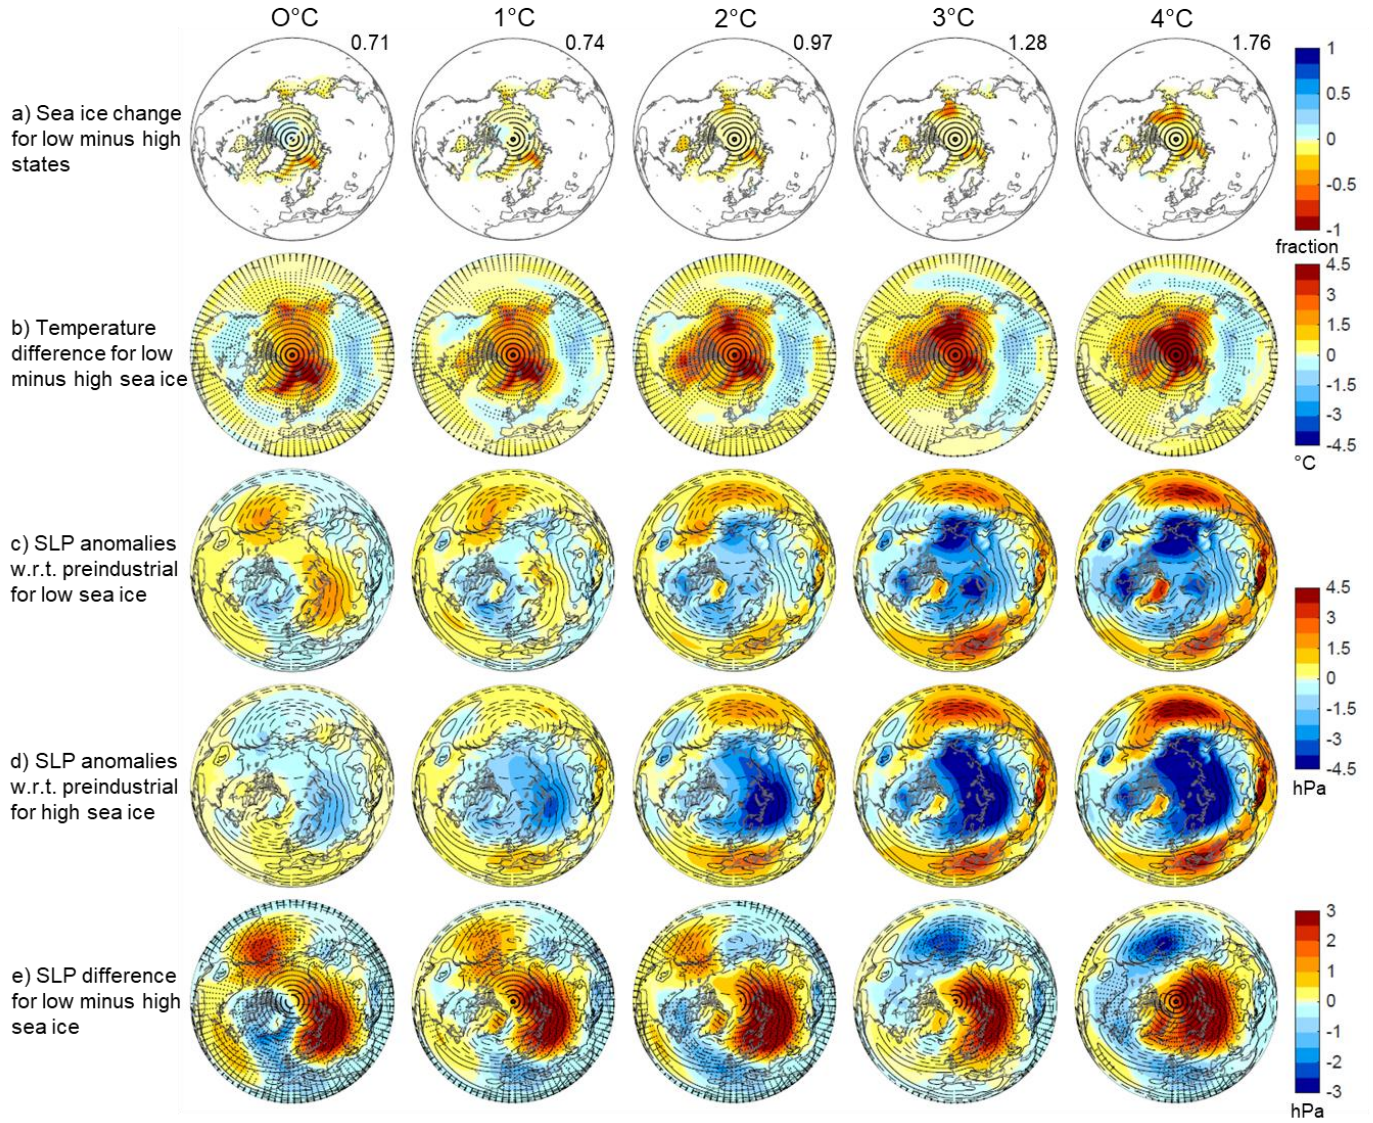 0°C 1°C 2°C 3°C 4°C
0.71 0.74 0.97 1.28 1.76
a) Sea ice change
for low minus high
states
1
0.5
0
-0.5
-1
fraction
b) Temperature
difference for low
minus high sea ice
4.5
3
1.5
0
-1.5
-3
-4.5
°C
c) SLP anomalies
w.r.t. preindustrial
for low sea ice
d) SLP anomalies
w.r.t. preindustrial
for high sea ice
4.5
3
1.5
0
-1.5
-3
-4.5
hPa
e) SLP difference
for low minus high
sea ice
3
2
1
0
-1
-2
-3
hPa